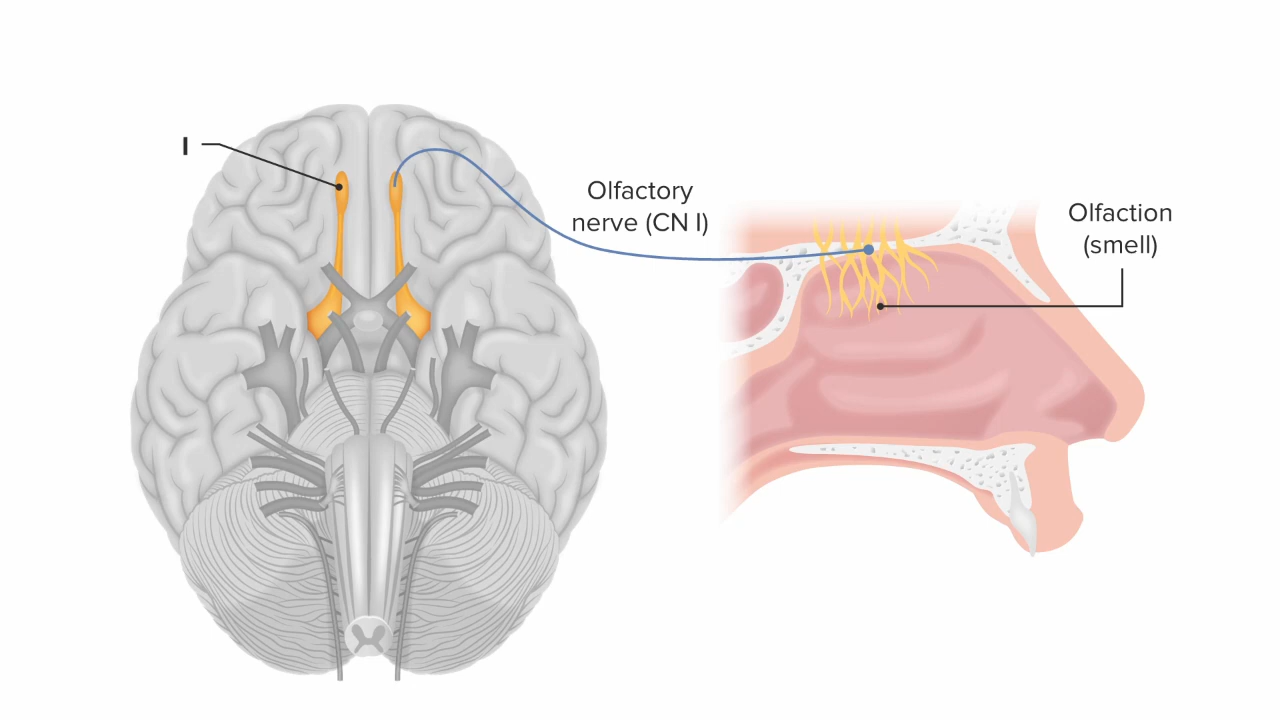 I
Olfactory
nerve (CN I)
Olfaction
(smell)